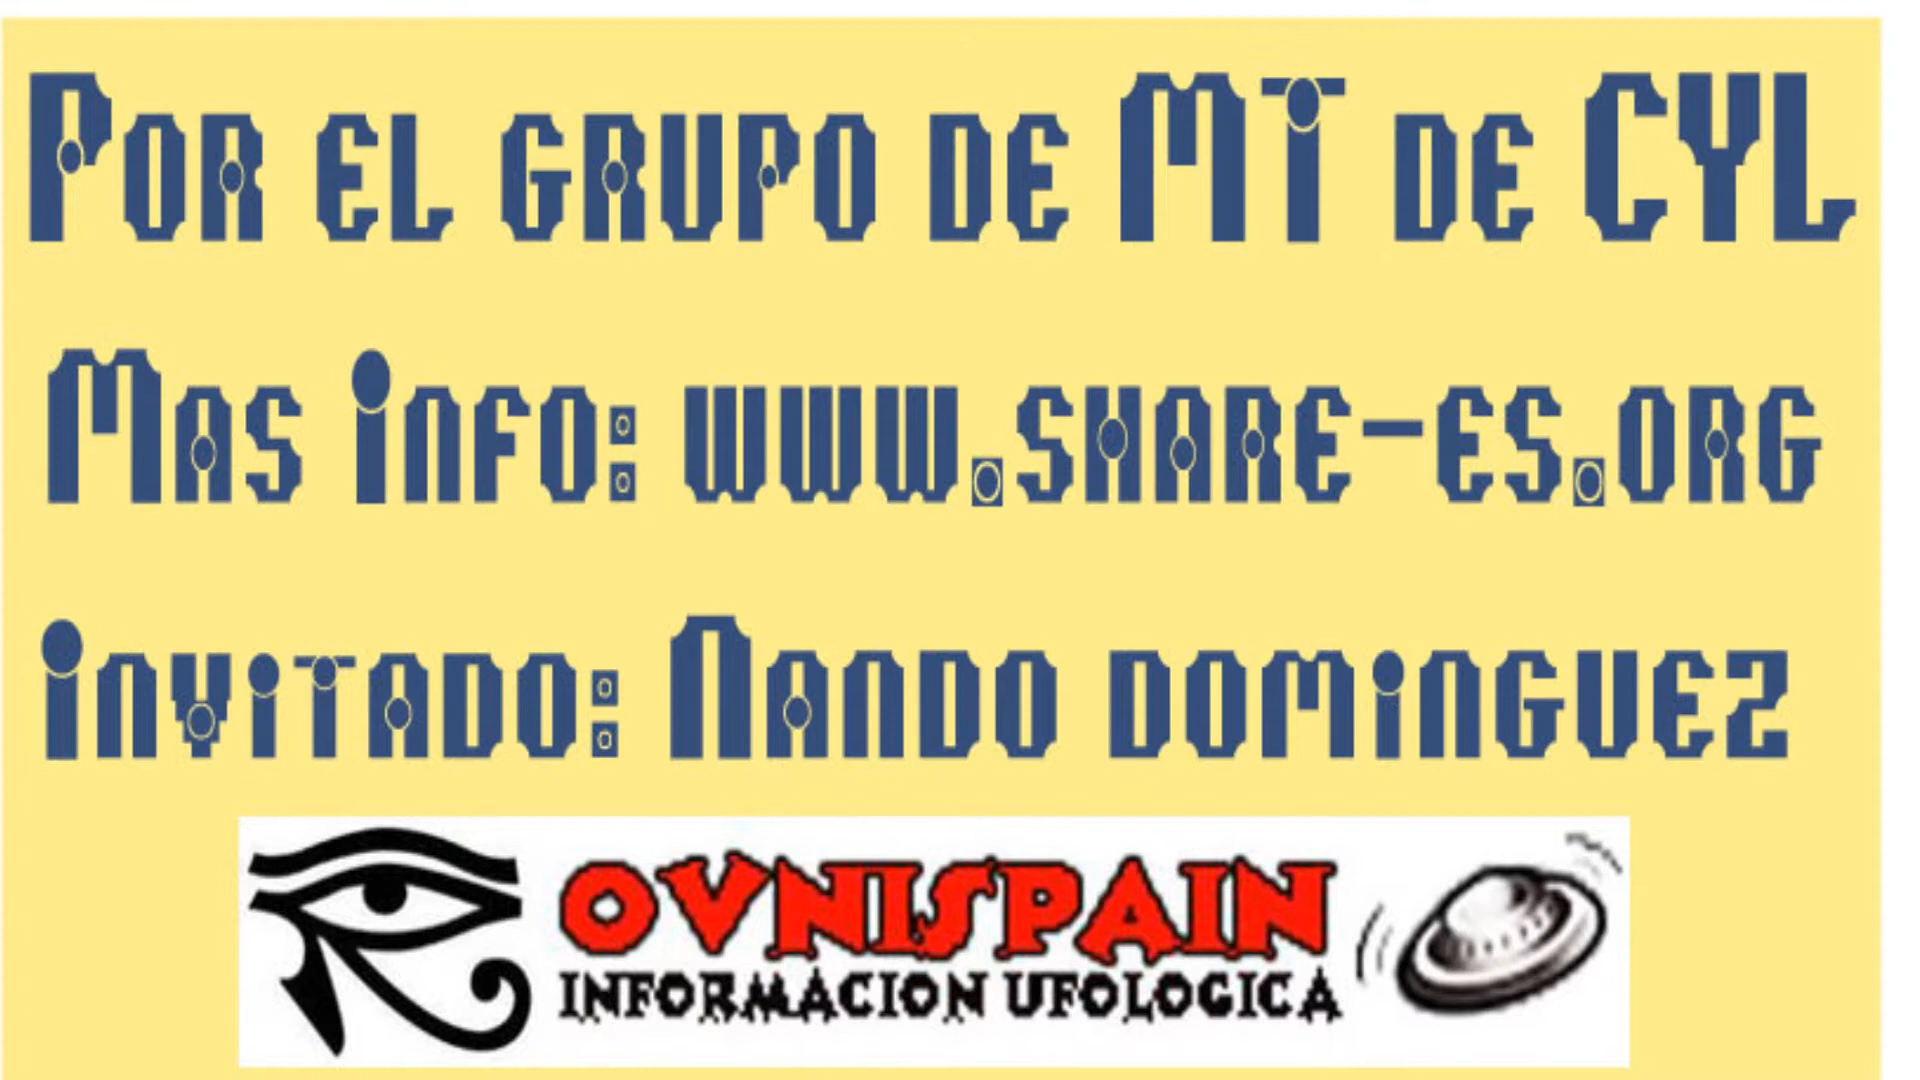 Por el grupo de MT de CYL
Mas info: www.share-es.org
invitado: Nando dominguez
OVNISPAIN
INFORMACION UFOLOGICA